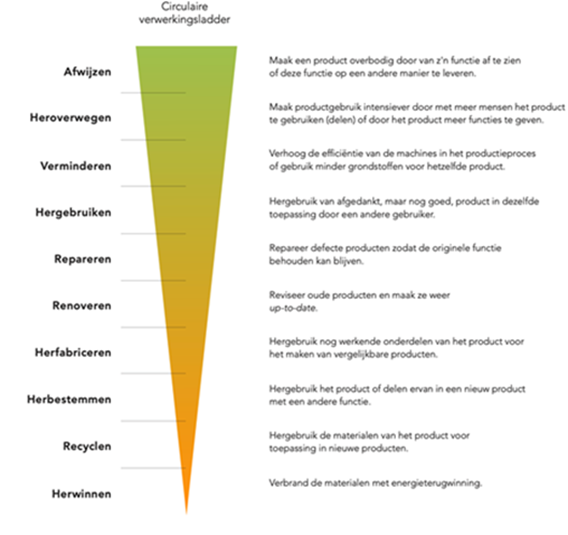 Circulaire
verwerkingsladder
Afwijzen
Maak een product overbodig door van z'n functie af te zien
of deze functie op een andere manier te leveren.
Heroverwegen
Maak productgebruik intensiever door met meer mensen het product
te gebruiken (delen) of door het product meer functies te geven.
Verminderen
Verhoog de efficiëntie van de machines in het productieproces
of gebruik minder grondstoffen voor hetzelfde product.
Hergebruiken
Hergebruik van afgedankt, maar nog goed, product in dezelfde
toepassing door een andere gebruiker.
Repareren
Repareer defecte producten zodat de originele functie
behouden kan blijven.
Renoveren
Reviseer oude producten en maak ze weer
up-to-date.
Herfabriceren
Hergebruik nog werkende onderdelen van het product voor
het maken van vergelijkbare producten.
Herbestemmen
Hergebruik het product of delen ervan in een nieuw product
met een andere functie.
Recyclen
Hergebruik de materialen van het product voor
toepassing in nieuwe producten.
Herwinnen
Verbrand de materialen met energieterugwinning.